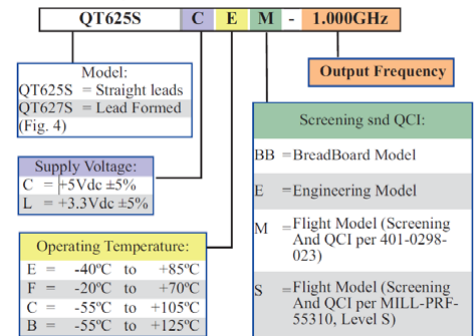 QT625S C E M - 1.000GHz
Model:
QT625S = Straight leads
QT627S = Lead Formed
(Fig. 4)
Output Frequency
Supply Voltage:
C = +5Vdc ±5%
L = +3.3Vdc ±5%
Operating Temperature:
E = -40ºC to +85ºC
F = -20ºC to +70ºC
C = -55ºC to +105ºC
B = -55ºC to +125ºC
Screening snd QCI:
BB =BreadBoard Model
E =Engineering Model
M =Flight Model (Screening
And QCI per 401-0298-
023)
S =Flight Model (Screening
And QCI per MILL-PRF-
55310, Level S)